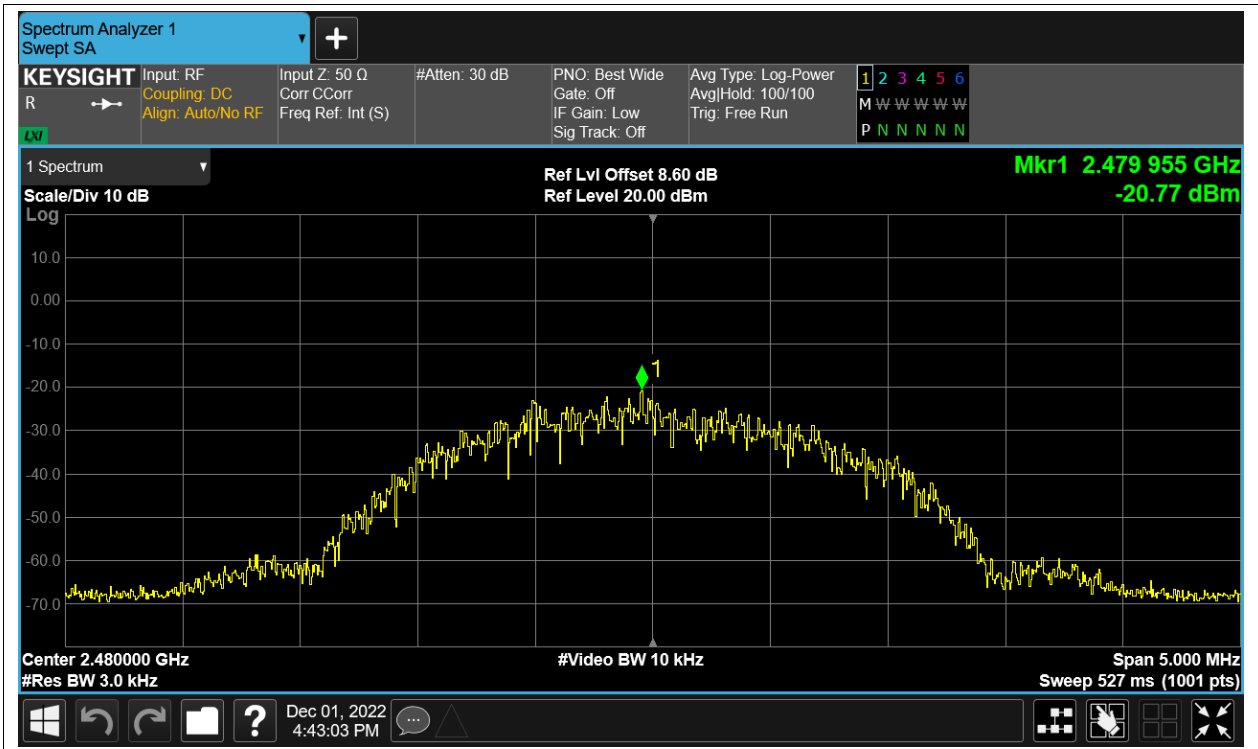 Spectrum Analyzer 1
Swept SA
KEYSIGHT
R
LXI
Input: RF
Coupling: DC
Align: Auto/No RF
Input Z: 50 Ω
Corr CCorr
Freq Ref: Int (S)
#Atten: 30 dB
PNO: Best Wide
Gate: Off
IF Gain: Low
Sig Track: Off
Avg Type: Log-Power
Avg|Hold: 100/100
Trig: Free Run
1 2 3 4 5 6
M W W W W W W
P N N N N N N
1 Spectrum
Scale/Div 10 dB
Ref Lvl Offset 8.60 dB
Ref Level 20.00 dBm
Mkr1 2.479 955 GHz
-20.77 dBm
Log
10.0
0.00
-10.0
-20.0
-30.0
-40.0
-50.0
-60.0
-70.0
1
Center 2.480000 GHz
#Res BW 3.0 kHz
#Video BW 10 kHz
Span 5.000 MHz
Sweep 527 ms (1001 pts)
?
Dec 01, 2022
4:43:03 PM